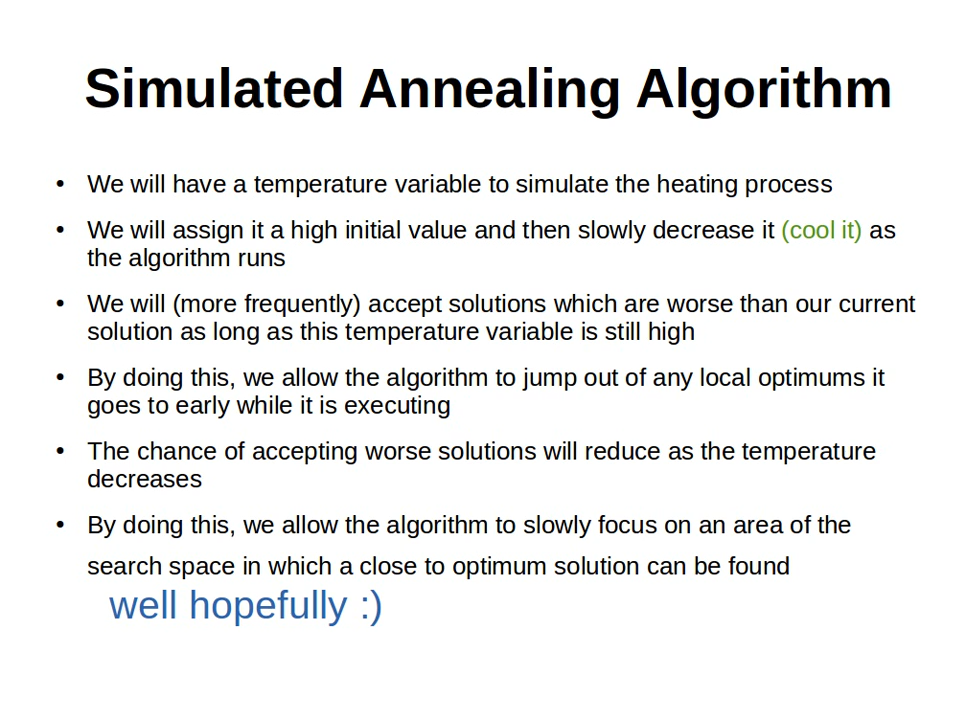 Simulated Annealing Algorithm
• We will have a temperature variable to simulate the heating process
• We will assign it a high initial value and then slowly decrease it (cool it) as
the algorithm runs
• We will (more frequently) accept solutions which are worse than our current
solution as long as this temperature variable is still high
• By doing this, we allow the algorithm to jump out of any local optimums it
goes to early while it is executing
• The chance of accepting worse solutions will reduce as the temperature
decreases
• By doing this, we allow the algorithm to slowly focus on an area of the
search space in which a close to optimum solution can be found
well hopefully :)